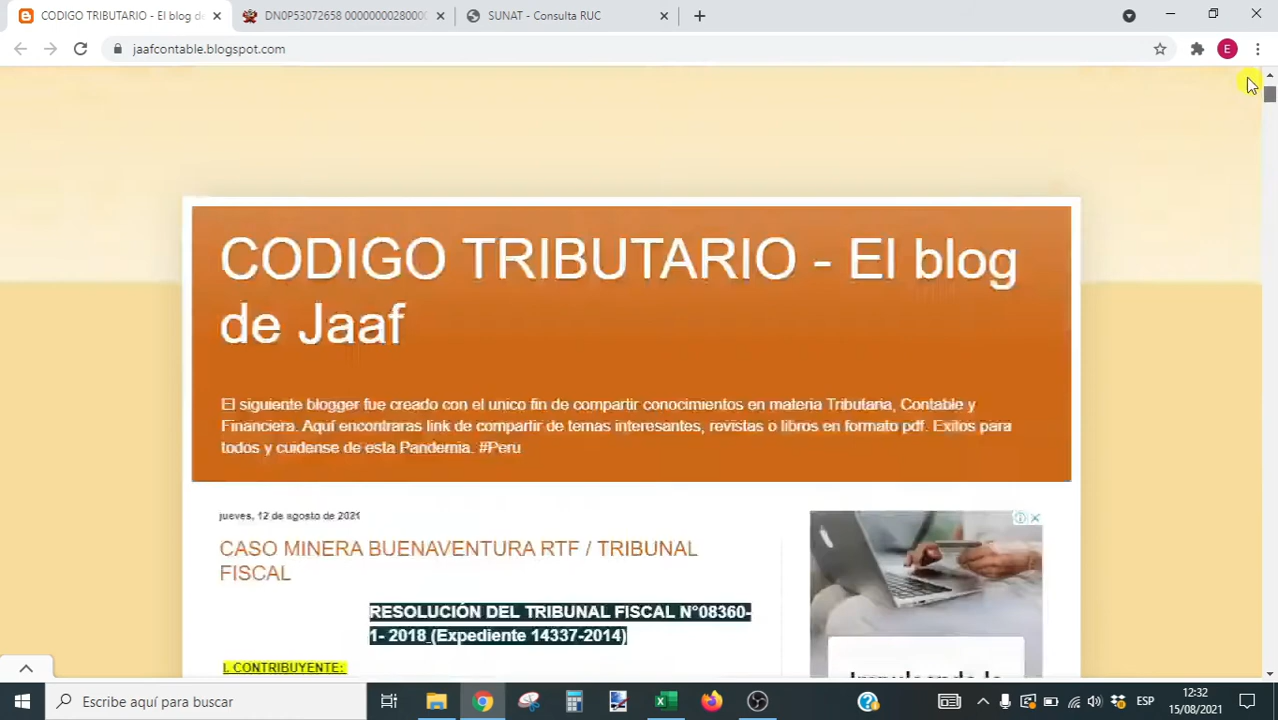 CODIGO TRIBUTARIO - El blog de
DN0P53072658 00000000280000
SUNAT - Consulta RUC
jaafcontable.blogspot.com
E
CODIGO TRIBUTARIO - El blog
de Jaaf
El siguiente blogger fue creado con el unico fin de compartir conocimientos en materia Tributaria, Contable y
Financiera. Aquí encontraras link de compartir de temas interesantes, revistas o libros en formato pdf. Exitos para
todos y cuidense de esta Pandemia. #Peru
jueves, 12 de agosto de 2021
CASO MINERA BUENAVENTURA RTF / TRIBUNAL
FISCAL
RESOLUCIÓN DEL TRIBUNAL FISCAL N°08360-
1- 2018 (Expediente 14337-2014)
I. CONTRIBUYENTE:
Escribe aquí para buscar
ESP
12:32
15/08/2021